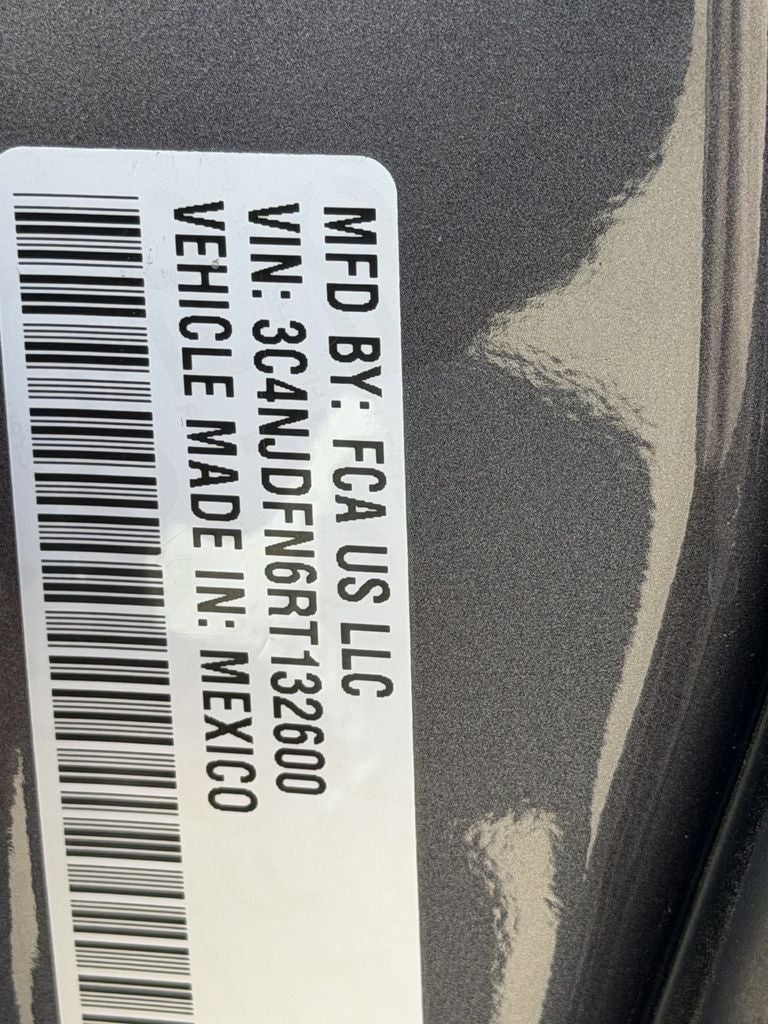 MFD BY: FCA US LLC
VIN: 3C4NJDFN6RT132600
VEHICLE MADE IN: MEXICO